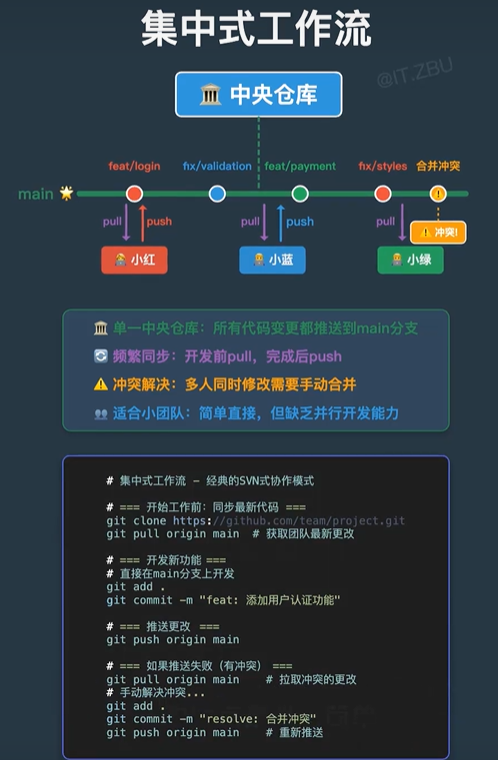 集中式工作流
@IT.ZBU
🏛️ 中央仓库
feat/login
fix/validation
feat/payment
fix/styles
合并冲突
main 🌟
pull
push
pull
push
pull
⚠️ 冲突!
小红
小蓝
小绿
🏛️ 单一中央仓库：所有代码变更都推送到main分支
🔄 频繁同步：开发前pull，完成后push
⚠️ 冲突解决：多人同时修改需要手动合并
👥 适合小团队：简单直接，但缺乏并行开发能力
# 集中式工作流 - 经典的SVN式协作模式
# === 开始工作前：同步最新代码 ===
git clone https://github.com/team/project.git
git pull origin main  # 获取团队最新更改
# === 开发新功能 ===
# 直接在main分支上开发
git add .
git commit -m "feat: 添加用户认证功能"
# === 推送更改 ===
git push origin main
# === 如果推送失败（有冲突） ===
git pull origin main    # 拉取冲突的更改
# 手动解决冲突...
git add .
git commit -m "resolve: 合并冲突"
git push origin main    # 重新推送